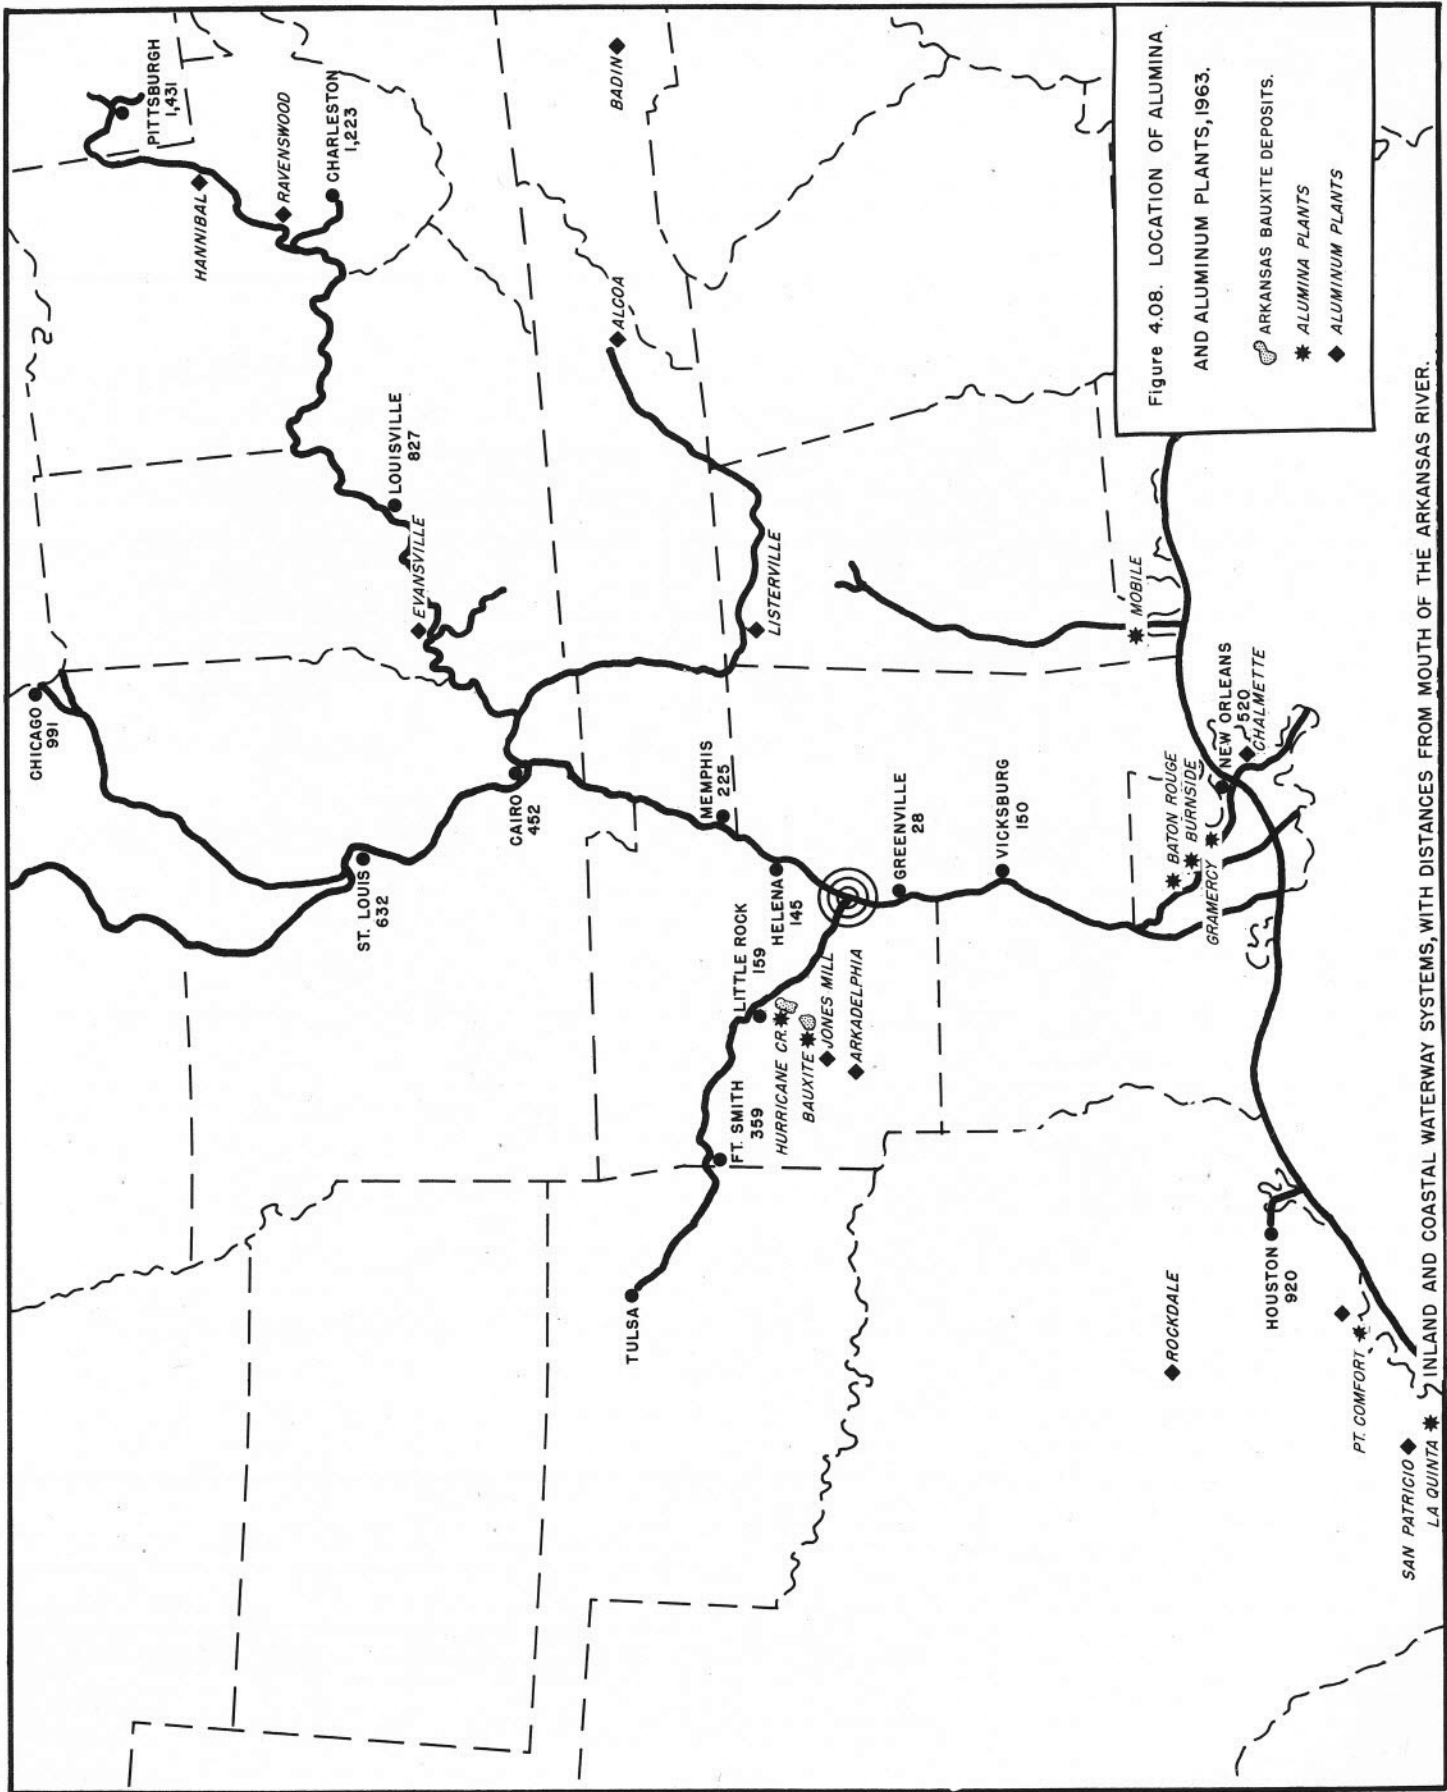 CHICAGO
991
PITTSBURGH
1,431
HANNIBAL
RAVENSWOOD
CHARLESTON
1,223
ST. LOUIS
632
LOUISVILLE
827
EVANSVILLE
CAIRO
452
BADIN
ALCOA
TULSA
FT. SMITH
359
LITTLE ROCK
159
MEMPHIS
225
HELENA
145
LISTERVILLE
HURRICANE CR.
BAUXITE
JONES MILL
ARKADELPHIA
GREENVILLE
28
VICKSBURG
150
MOBILE
BATON ROUGE
BURNSIDE
GRAMERCY
NEW ORLEANS
520
CHALMETTE
ROCKDALE
HOUSTON
920
PT. COMFORT
SAN PATRICIO
LA QUINTA
Figure 4.08. LOCATION OF ALUMINA
AND ALUMINUM PLANTS, 1963.
ARKANSAS BAUXITE DEPOSITS.
ALUMINA PLANTS
ALUMINUM PLANTS
INLAND AND COASTAL WATERWAY SYSTEMS, WITH DISTANCES FROM MOUTH OF THE ARKANSAS RIVER.